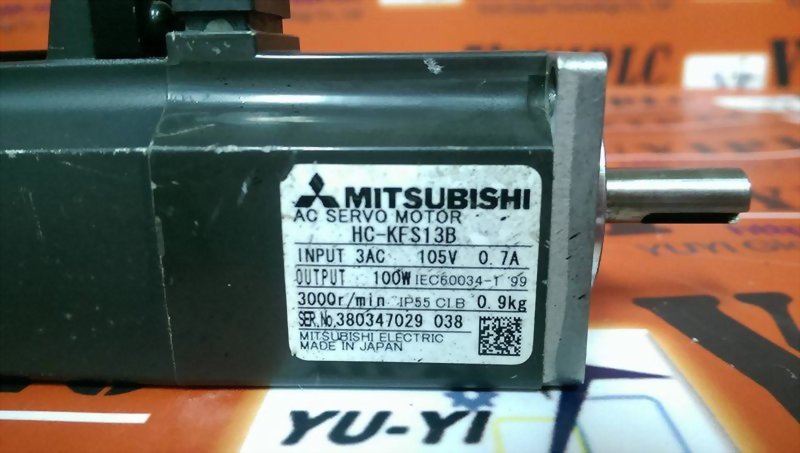 MITSUBISHI
AC SERVO MOTOR
HC-KFS13B
INPUT 3AC 105V 0.7A
OUTPUT 100W IEC60034-1 '99
3000r/min IP55 CI.B 0.9kg
SER.No.380347029 038
MITSUBISHI ELECTRIC
MADE IN JAPAN
YU-YI